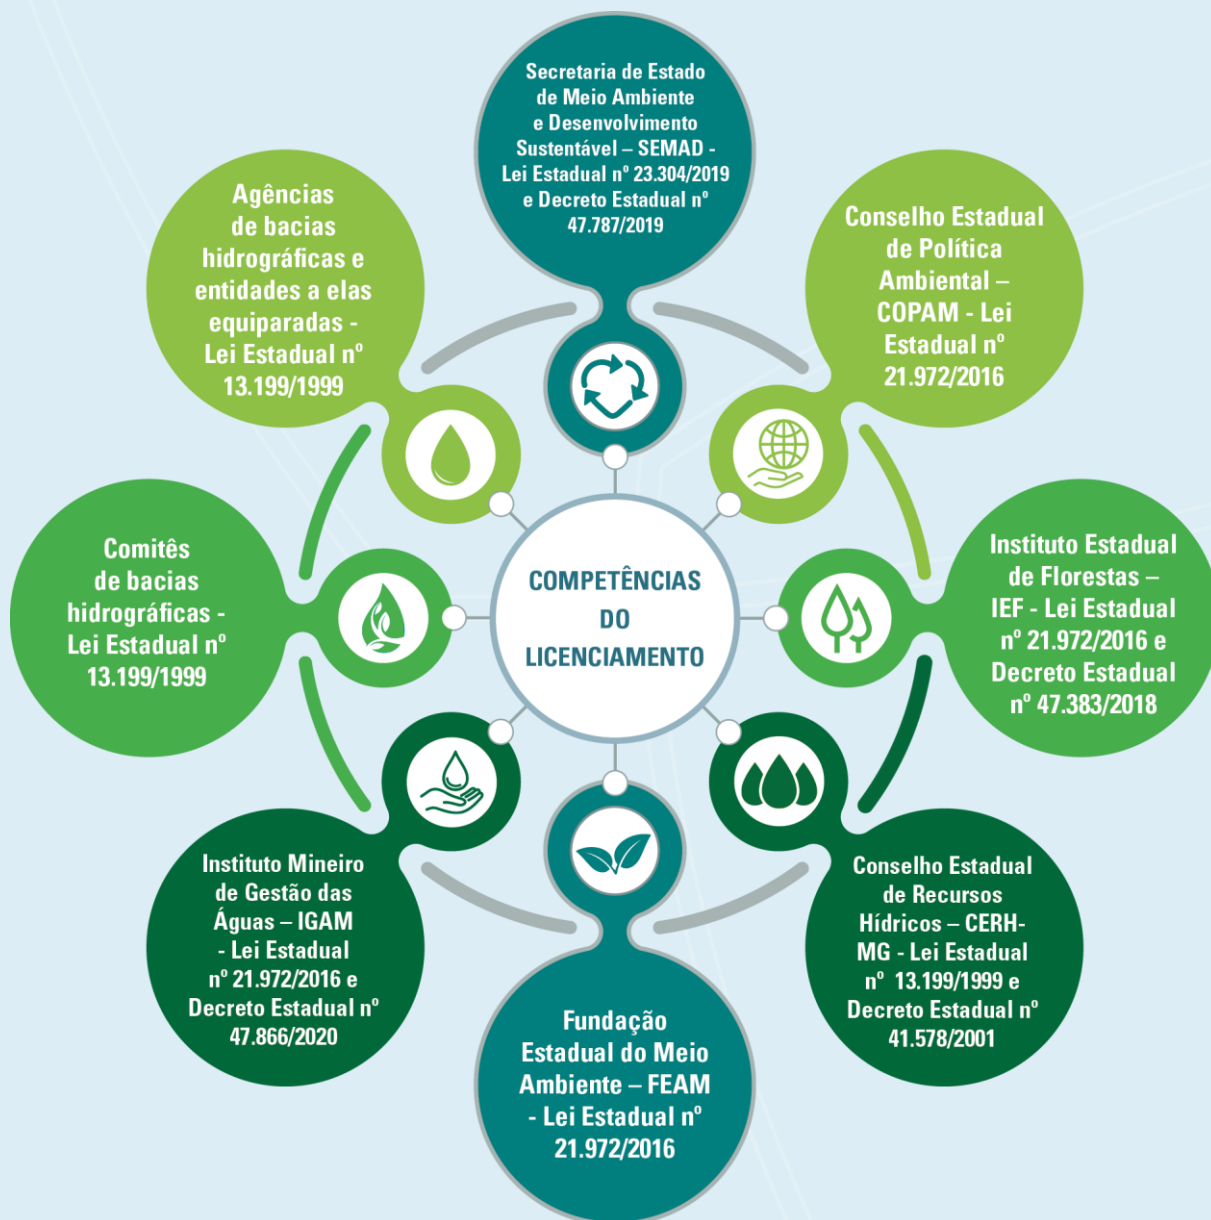 Secretaria de Estado
de Meio Ambiente
e Desenvolvimento
Sustentável – SEMAD -
Lei Estadual nº 23.304/2019
e Decreto Estadual nº
47.787/2019
Agências
de bacias
hidrográficas e
entidades a elas
equiparadas -
Lei Estadual nº
13.199/1999
Conselho Estadual
de Política
Ambiental –
COPAM - Lei
Estadual nº
21.972/2016
Comitês
de bacias
hidrográficas -
Lei Estadual nº
13.199/1999
COMPETÊNCIAS
DO
LICENCIAMENTO
Instituto Estadual
de Florestas –
IEF - Lei Estadual
nº 21.972/2016 e
Decreto Estadual
nº 47.383/2018
Instituto Mineiro
de Gestão das
Águas – IGAM
- Lei Estadual
nº 21.972/2016 e
Decreto Estadual nº
47.866/2020
Conselho Estadual
de Recursos
Hídricos – CERH-
MG - Lei Estadual
nº  13.199/1999 e
Decreto Estadual nº
41.578/2001
Fundação
Estadual do Meio
Ambiente – FEAM
- Lei Estadual nº
21.972/2016